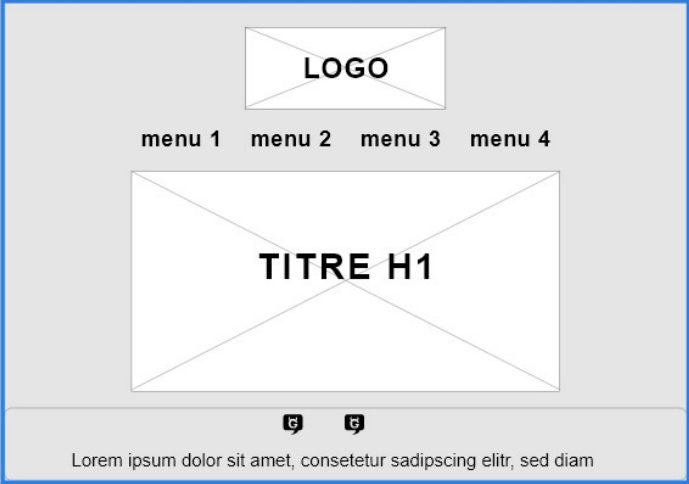 LOGO
menu 1 menu 2 menu 3 menu 4
TITRE H1
Lorem ipsum dolor sit amet, consetetur sadipscing elitr, sed diam